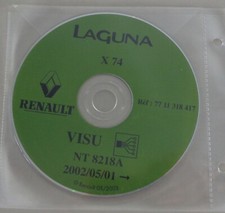 LAGUNA
X 74
RENAULT
Réf : 77 11 318 417
VISU
NT 8218A
2002/05/01 →